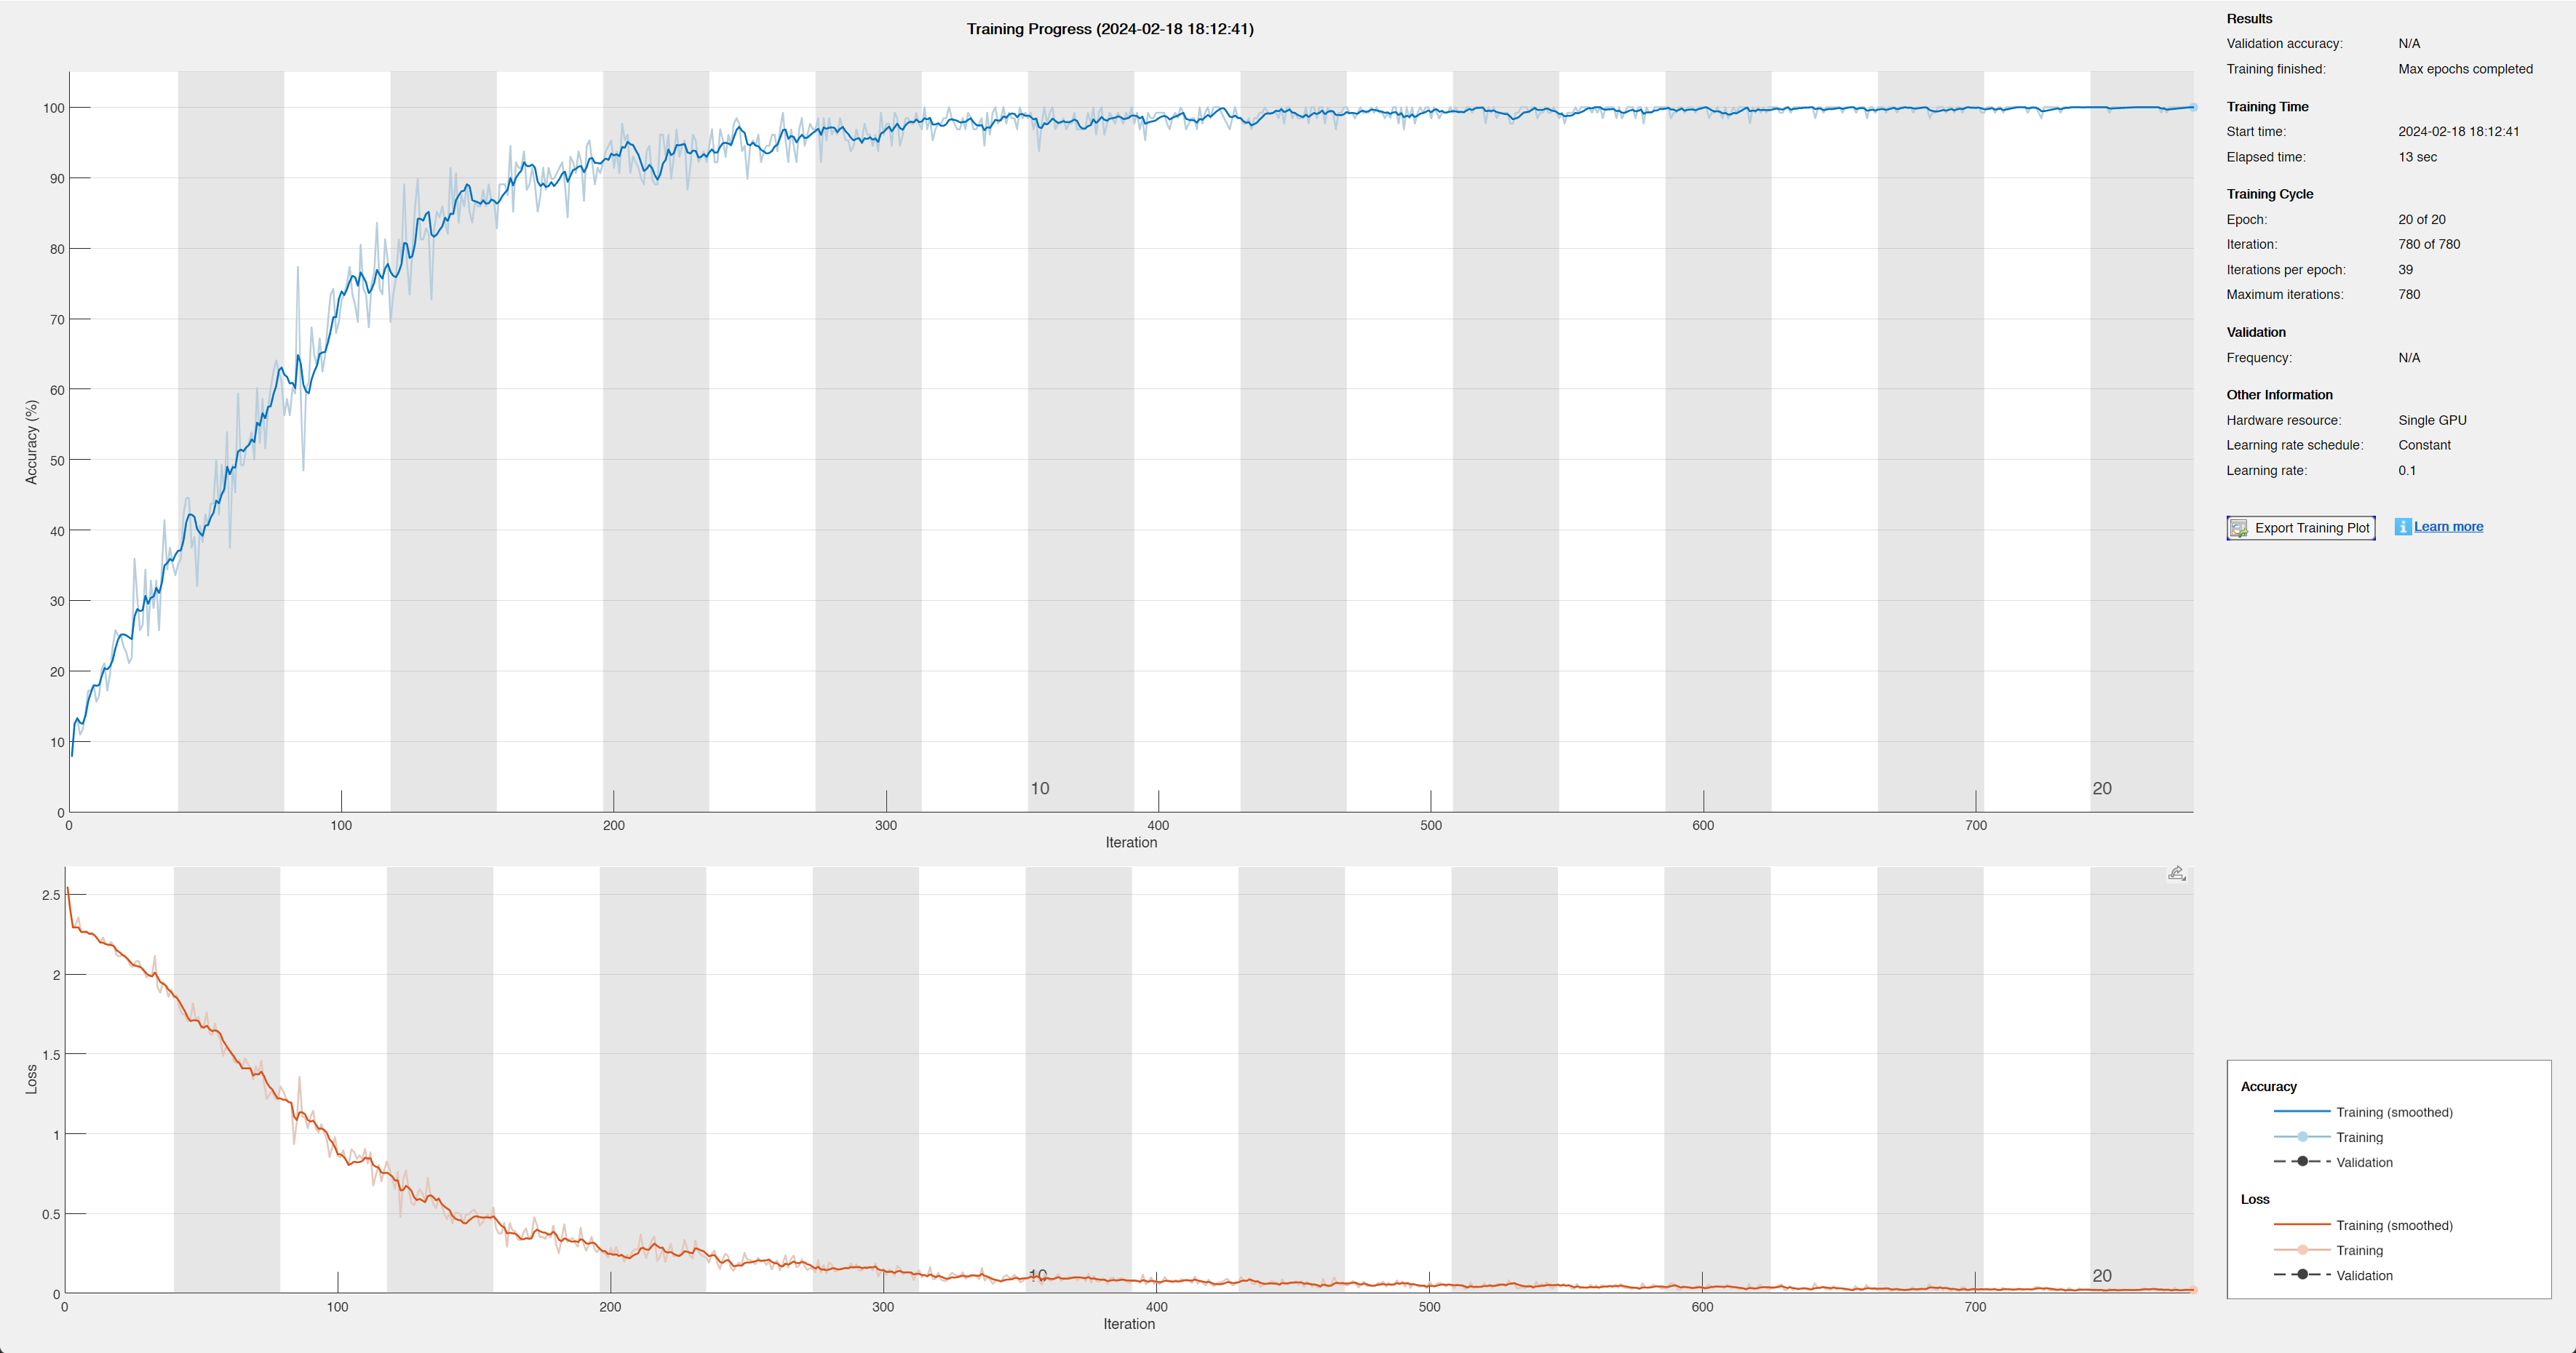 Training Progress (2024-02-18 18:12:41)
Accuracy (%)
100
90
80
70
60
50
40
30
20
10
0
10
20
0 100 200 300 400 500 600 700
Iteration
Loss
2.5
2
1.5
1
0.5
0
10
20
0 100 200 300 400 500 600 700
Iteration
Results
Validation accuracy: N/A
Training finished: Max epochs completed
Training Time
Start time: 2024-02-18 18:12:41
Elapsed time: 13 sec
Training Cycle
Epoch: 20 of 20
Iteration: 780 of 780
Iterations per epoch: 39
Maximum iterations: 780
Validation
Frequency: N/A
Other Information
Hardware resource: Single GPU
Learning rate schedule: Constant
Learning rate: 0.1
Export Training Plot
i Learn more
Accuracy
Training (smoothed)
Training
Validation
Loss
Training (smoothed)
Training
Validation